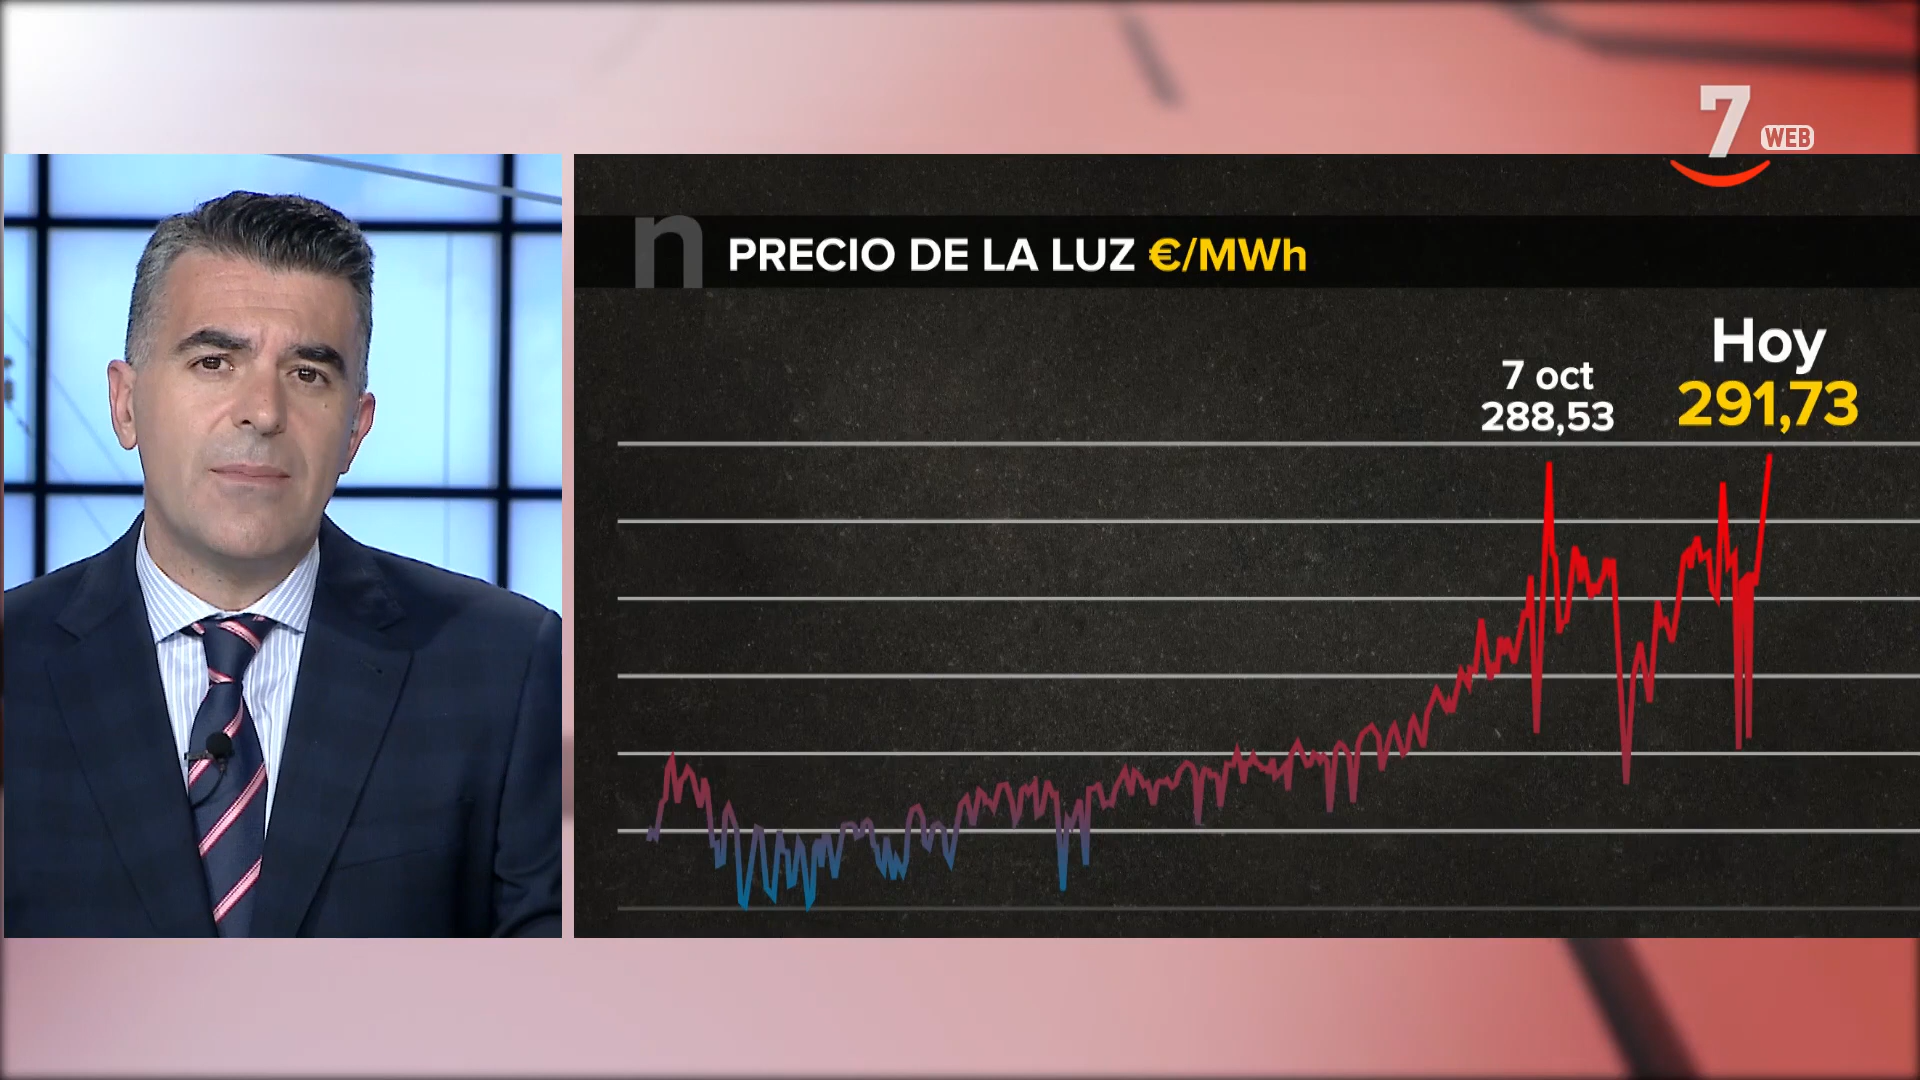 7
WEB
n
PRECIO DE LA LUZ €/MWh
7 oct
288,53
Hoy
291,73